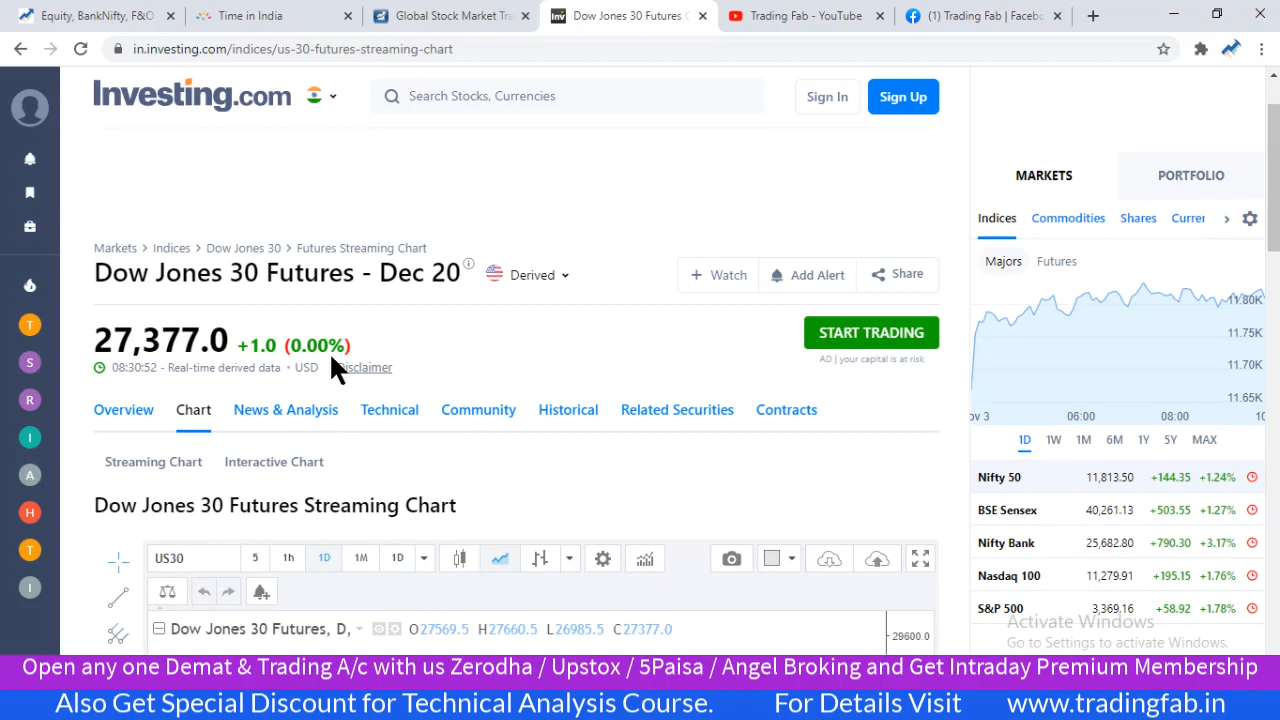 Equity, BankNifty, F&O
Time in India
Global Stock Market Tra
Inv
Dow Jones 30 Futures C
Trading Fab - YouTube
(1) Trading Fab | Facebo
in.investing.com/indices/us-30-futures-streaming-chart
Investing.com
Search Stocks, Currencies
Sign In
Sign Up
T
S
R
I
A
H
T
I
Markets > Indices > Dow Jones 30 > Futures Streaming Chart
Dow Jones 30 Futures - Dec 20
Derived
+ Watch
Add Alert
Share
27,377.0 +1.0 (0.00%)
08:30:52 - Real-time derived data • USD
Disclaimer
START TRADING
AD | your capital is at risk
Overview Chart News & Analysis Technical Community Historical Related Securities Contracts
Streaming Chart Interactive Chart
Dow Jones 30 Futures Streaming Chart
US30 5 1h 1D 1M 1D
Dow Jones 30 Futures, D, O27569.5 H27660.5 L26985.5 C27377.0
29600.0
MARKETS PORTFOLIO
Indices Commodities Shares Currer
Majors Futures
11.80K
11.75K
11.70K
11.65K
ov 3 06:00 08:00 10
1D 1W 1M 6M 1Y 5Y MAX
Nifty 50 11,813.50 +144.35 +1.24%
BSE Sensex 40,261.13 +503.55 +1.27%
Nifty Bank 25,682.80 +790.30 +3.17%
Nasdaq 100 11,279.91 +195.15 +1.76%
S&P 500 3,369.16 +58.92 +1.78%
Activate Windows
Go to Settings to activate Windows.
Open any one Demat & Trading A/c with us Zerodha / Upstox / 5Paisa / Angel Broking and Get Intraday Premium Membership
Also Get Special Discount for Technical Analysis Course. For Details Visit www.tradingfab.in